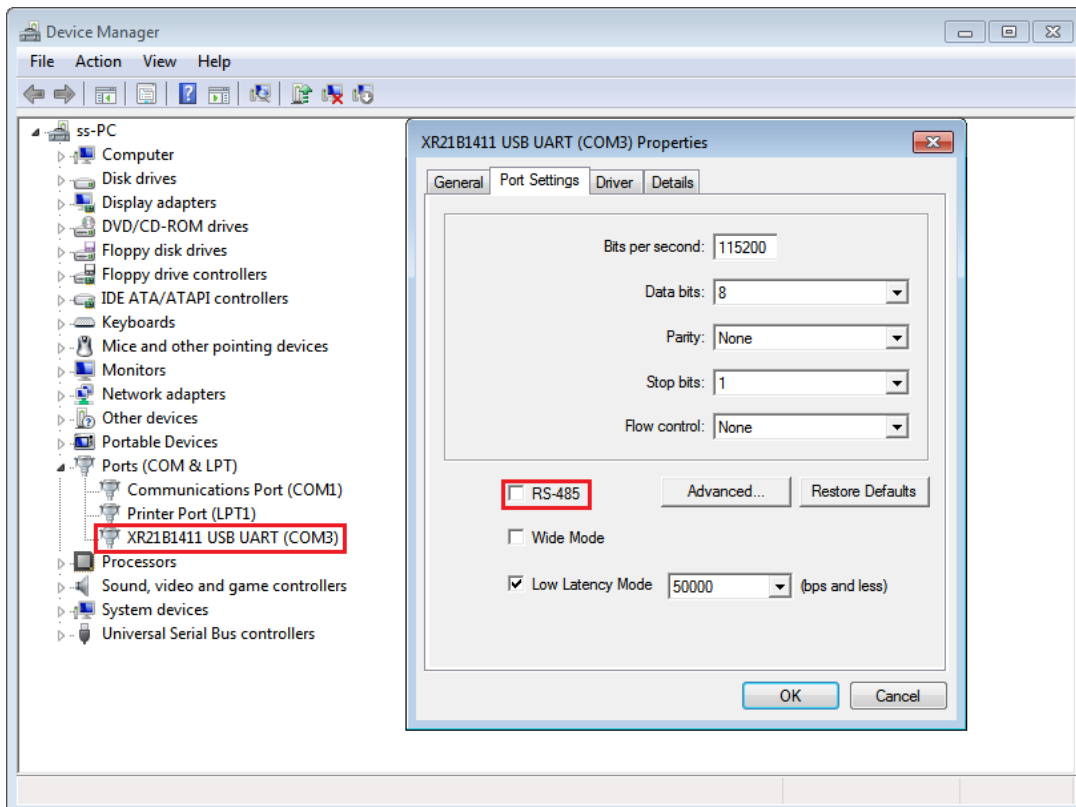 Device Manager
File Action View Help
ss-PC
Computer
Disk drives
Display adapters
DVD/CD-ROM drives
Floppy disk drives
Floppy drive controllers
IDE ATA/ATAPI controllers
Keyboards
Mice and other pointing devices
Monitors
Network adapters
Other devices
Portable Devices
Ports (COM & LPT)
Communications Port (COM1)
Printer Port (LPT1)
XR21B1411 USB UART (COM3)
Processors
Sound, video and game controllers
System devices
Universal Serial Bus controllers
XR21B1411 USB UART (COM3) Properties
General Port Settings Driver Details
Bits per second: 115200
Data bits: 8
Parity: None
Stop bits: 1
Flow control: None
RS-485 Advanced... Restore Defaults
Wide Mode
Low Latency Mode 50000 (bps and less)
OK Cancel